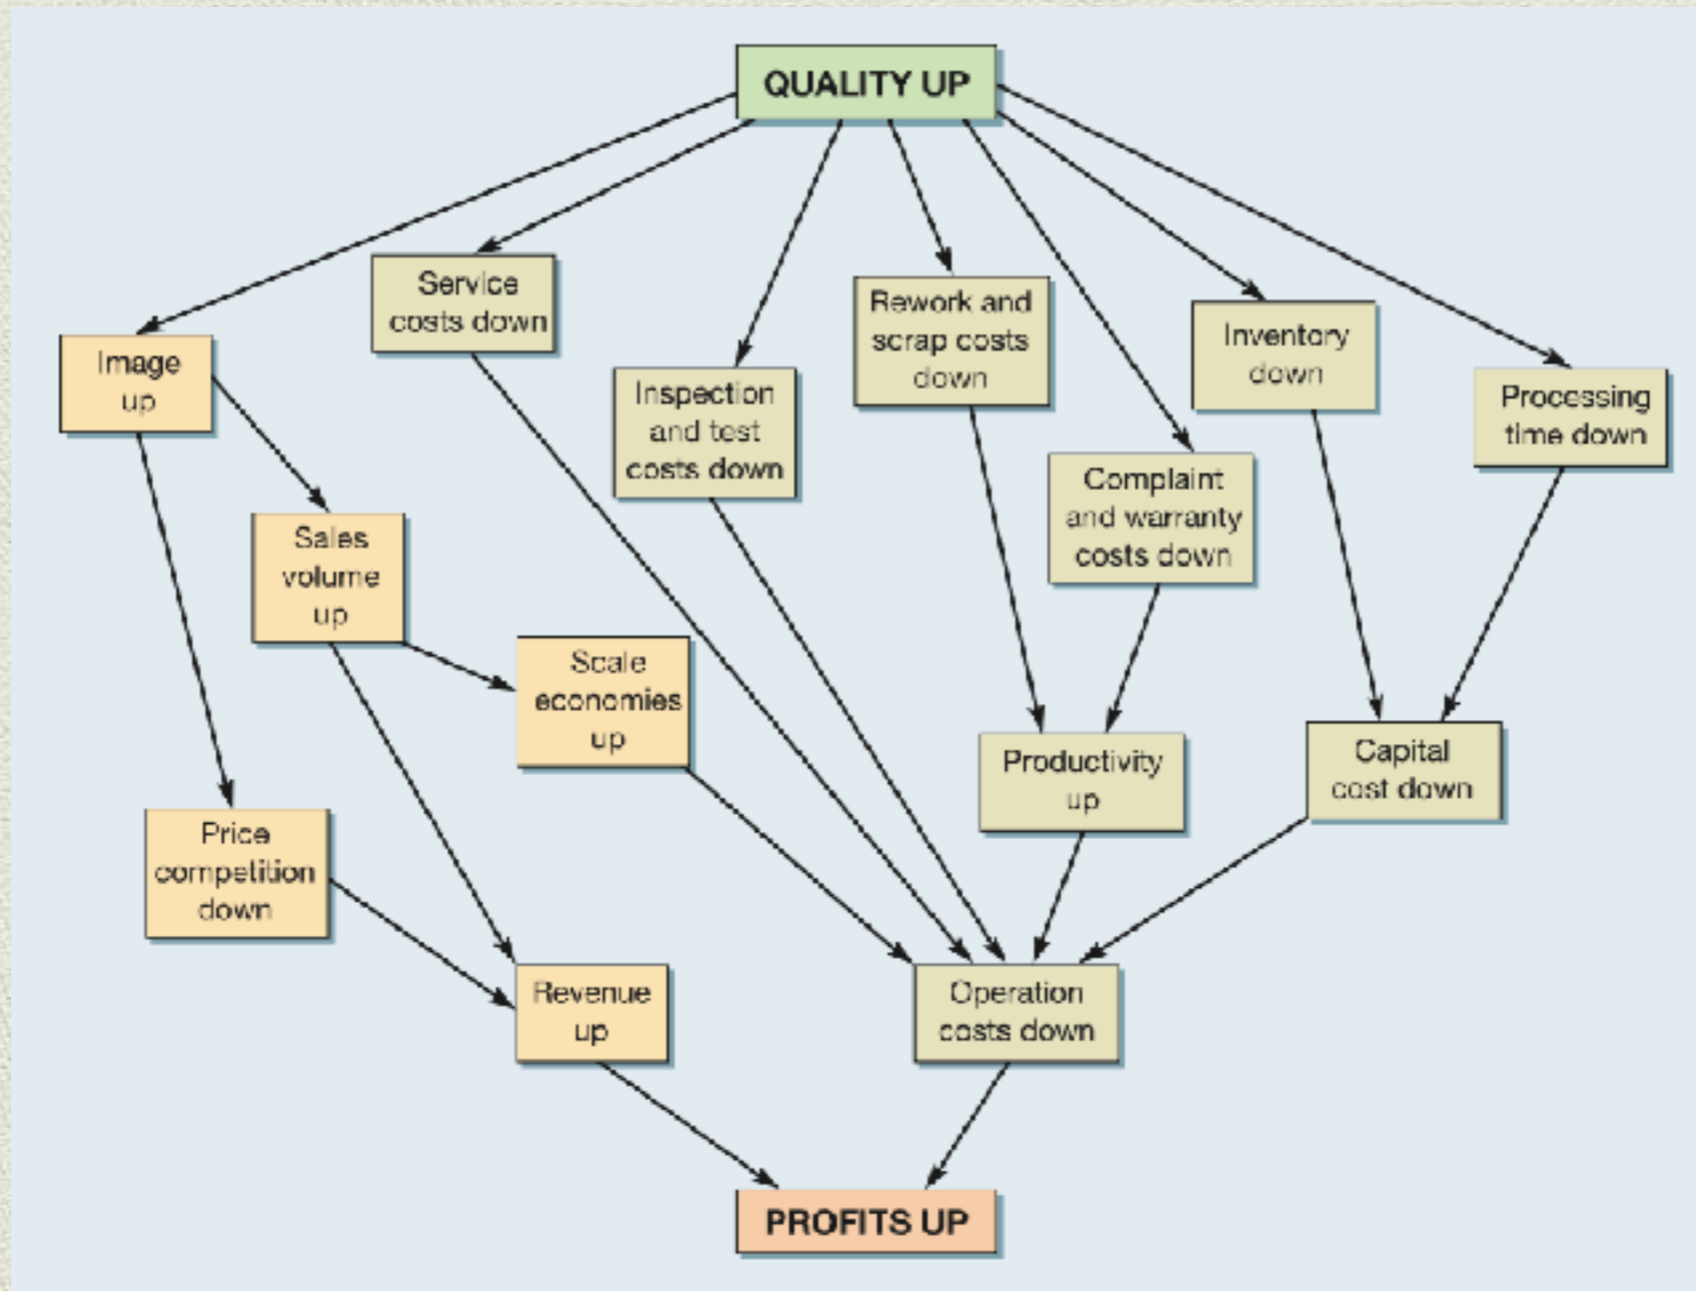 QUALITY UP
Service
costs down
Rework and
scrap costs
down
Inventory
down
Image
up
Inspection
and test
costs down
Processing
time down
Complaint
and warranty
costs down
Sales
volume
up
Scale
economies
up
Productivity
up
Capital
cost down
Price
competition
down
Revenue
up
Operation
costs down
PROFITS UP